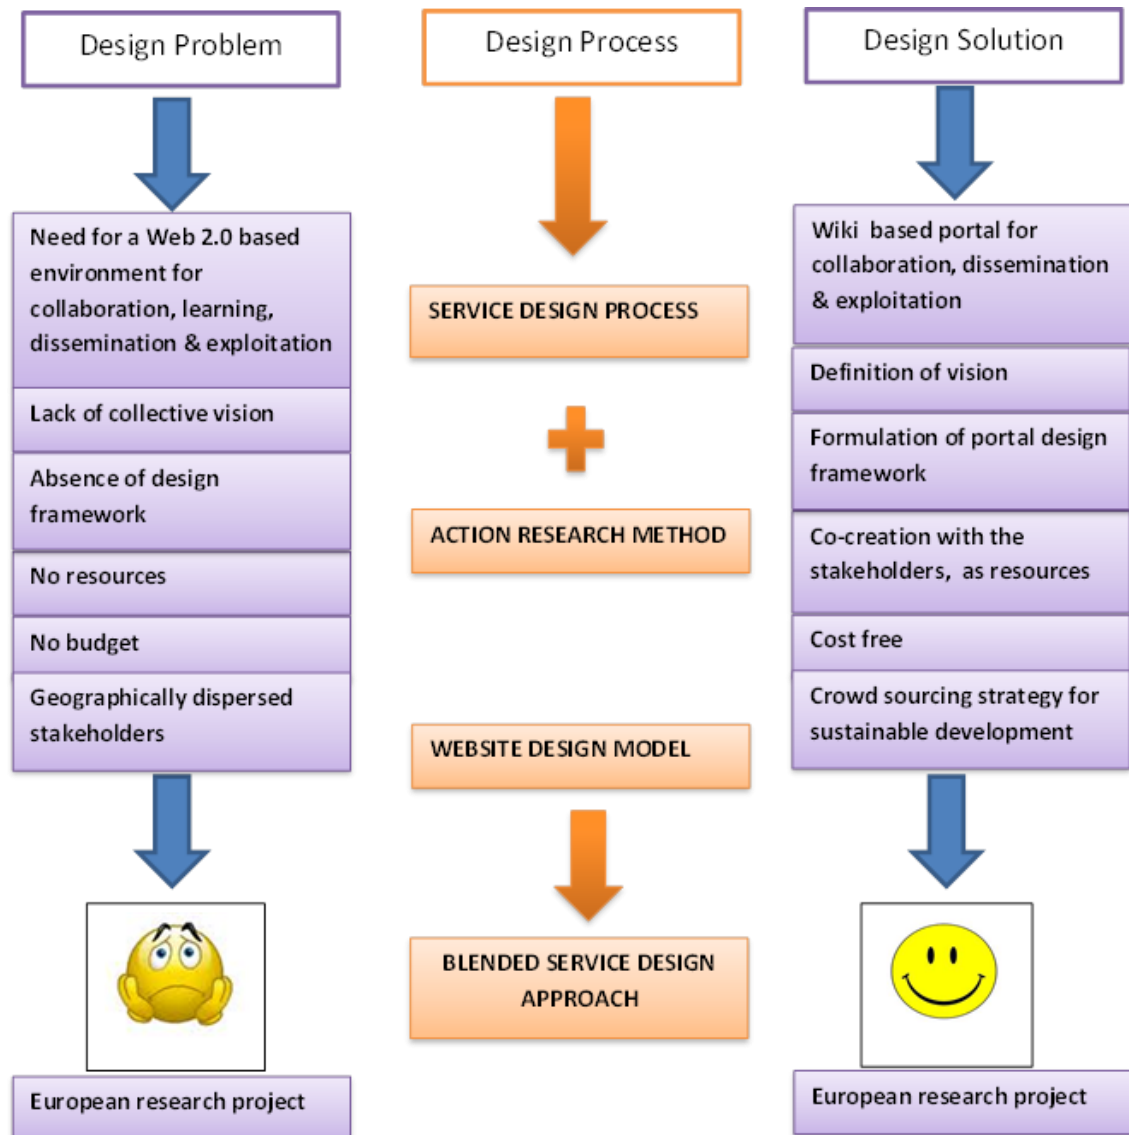 Design Problem
Need for a Web 2.0 based
environment for
collaboration, learning,
dissemination & exploitation
Lack of collective vision
Absence of design
framework
No resources
No budget
Geographically dispersed
stakeholders
European research project
Design Process
SERVICE DESIGN PROCESS
ACTION RESEARCH METHOD
WEBSITE DESIGN MODEL
BLENDED SERVICE DESIGN
APPROACH
Design Solution
Wiki based portal for
collaboration, dissemination
& exploitation
Definition of vision
Formulation of portal design
framework
Co-creation with the
stakeholders, as resources
Cost free
Crowd sourcing strategy for
sustainable development
European research project